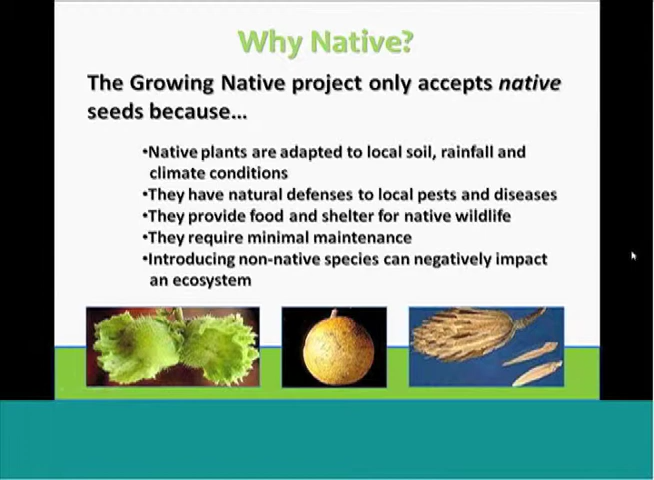 Why Native?
The Growing Native project only accepts native
seeds because...
•Native plants are adapted to local soil, rainfall and
climate conditions
•They have natural defenses to local pests and diseases
•They provide food and shelter for native wildlife
•They require minimal maintenance
•Introducing non-native species can negatively impact
an ecosystem